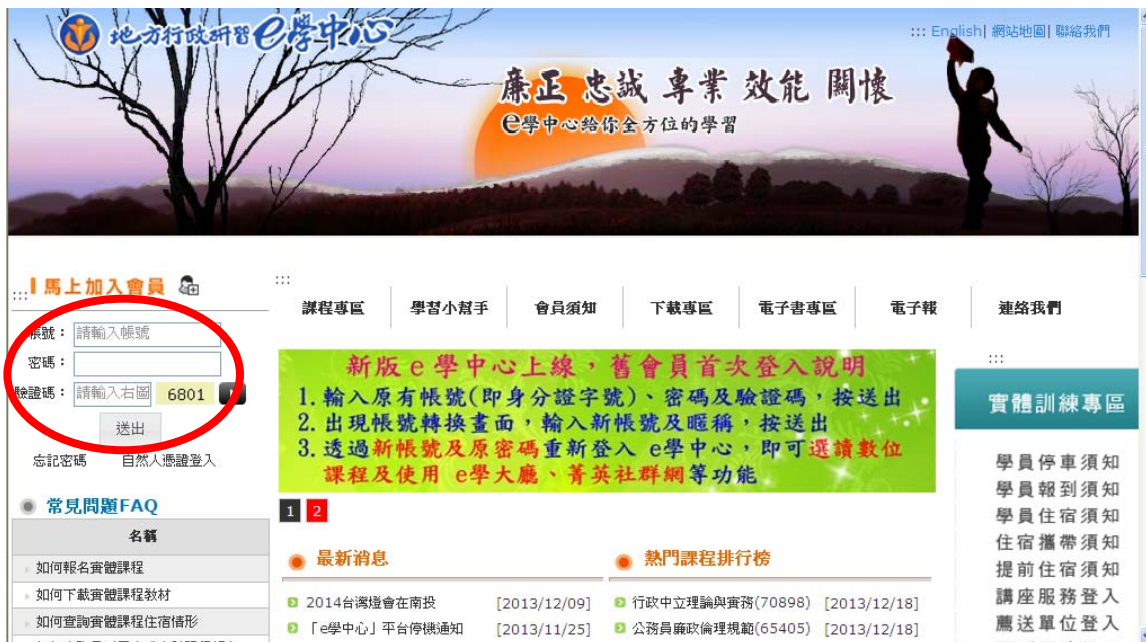 地方行政研習e學中心
::: English| 網站地圖| 聯絡我們
廉正 忠誠 專業 效能 關懷
e學中心給你全方位的學習
馬上加入會員
帳號：請輸入帳號
密碼：
驗證碼：請輸入右圖 6801
送出
忘記密碼 自然人憑證登入
常見問題FAQ
名稱
如何報名實體課程
如何下載實體課程教材
如何查詢實體課程住宿情形
:::
課程專區 學習小幫手 會員須知 下載專區 電子書專區 電子報 連絡我們
新版e學中心上線，舊會員首次登入說明
1. 輸入原有帳號(即身分證字號)、密碼及驗證碼，按送出
2. 出現帳號轉換畫面，輸入新帳號及暱稱，按送出
3. 透過新帳號及原密碼重新登入 e學中心，即可選讀數位
課程及使用 e學大廳、菁英社群網等功能
1 2
最新消息
2014台灣燈會在南投 [2013/12/09]
「e學中心」平台停機通知 [2013/11/25]
熱門課程排行榜
行政中立理論與實務(70898) [2013/12/18]
公務員廉政倫理規範(65405) [2013/12/18]
:::
實體訓練專區
學員停車須知
學員報到須知
學員住宿須知
住宿攜帶須知
提前住宿須知
講座服務登入
薦送單位登入